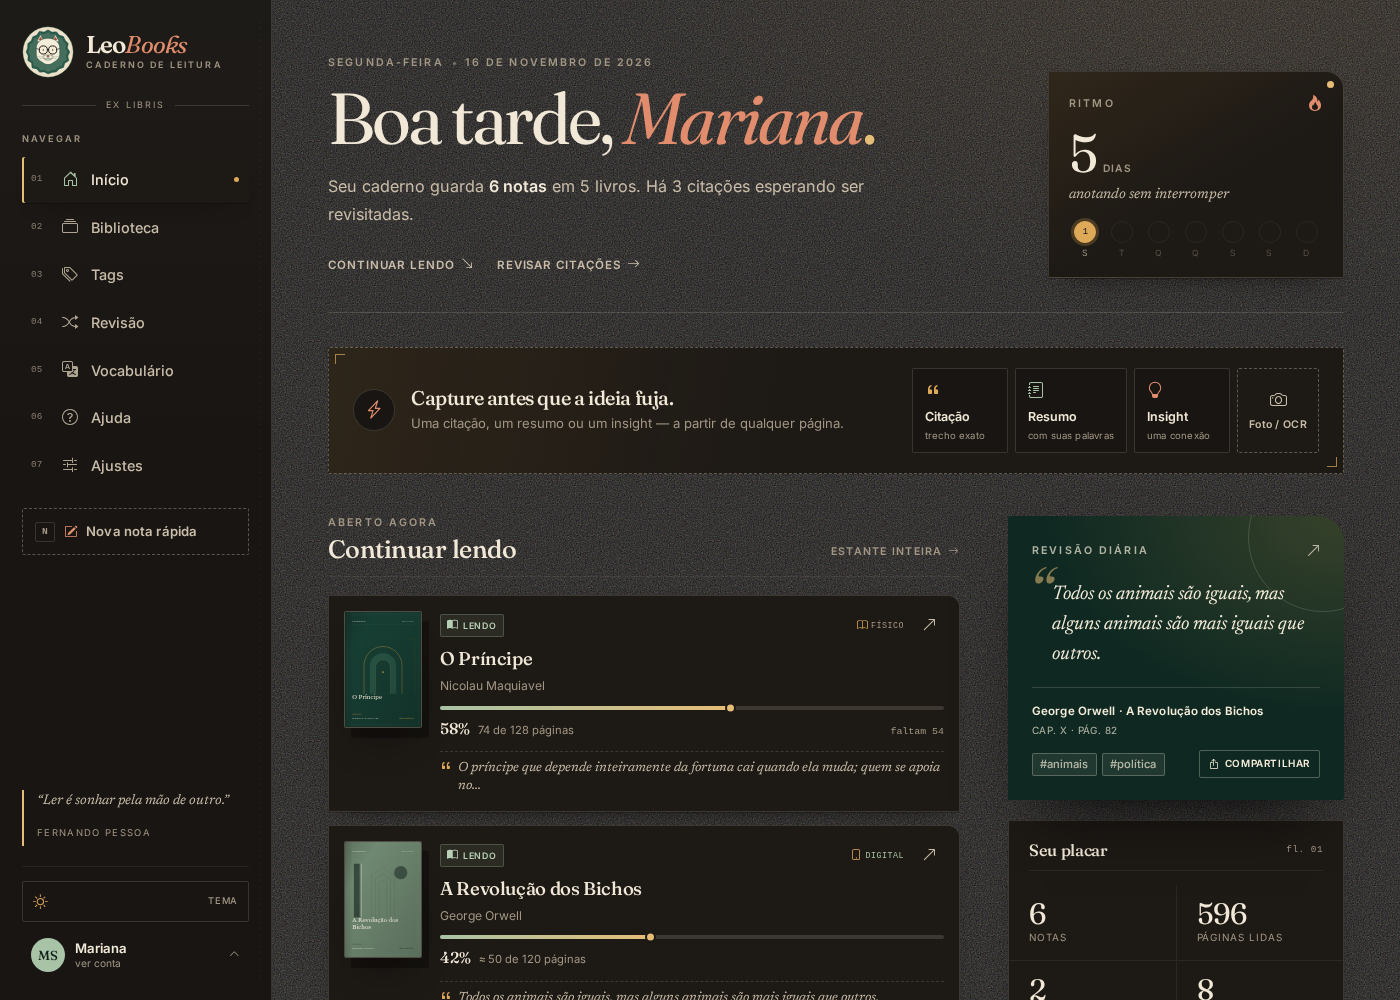 LeoBooks
CADERNO DE LEITURA
EX LIBRIS
NAVEGAR
01 Início
02 Biblioteca
03 Tags
04 Revisão
05 Vocabulário
06 Ajuda
07 Ajustes
N Nova nota rápida
“Ler é sonhar pela mão de outro.”
FERNANDO PESSOA
TEMA
MS Mariana
ver conta
SEGUNDA-FEIRA • 16 DE NOVEMBRO DE 2026
Boa tarde, Mariana.
Seu caderno guarda 6 notas em 5 livros. Há 3 citações esperando ser
revisitadas.
CONTINUAR LENDO ↘ REVISAR CITAÇÕES →
RITMO
5 DIAS
anotando sem interromper
1
S T Q Q S S D
Capture antes que a ideia fuja.
Uma citação, um resumo ou um insight — a partir de qualquer página.
“
Citação
trecho exato
Resumo
com suas palavras
Insight
uma conexão
Foto / OCR
ABERTO AGORA
Continuar lendo
ESTANTE INTEIRA →
O Príncipe
LENDO
FÍSICO
O Príncipe
Nicolau Maquiavel
58% 74 de 128 páginas
faltam 54
“ O príncipe que depende inteiramente da fortuna cai quando ela muda; quem se apoia
no…
A Revolução dos
Bichos
LENDO
DIGITAL
A Revolução dos Bichos
George Orwell
42% ≈ 50 de 120 páginas
“ Todos os animais são iguais, mas alguns animais são mais iguais que outros.
REVISÃO DIÁRIA
“
Todos os animais são iguais, mas
alguns animais são mais iguais que
outros.
George Orwell · A Revolução dos Bichos
CAP. X · PÁG. 82
#animais #política
COMPARTILHAR
Seu placar
fl. 01
6
NOTAS
596
PÁGINAS LIDAS
2
8